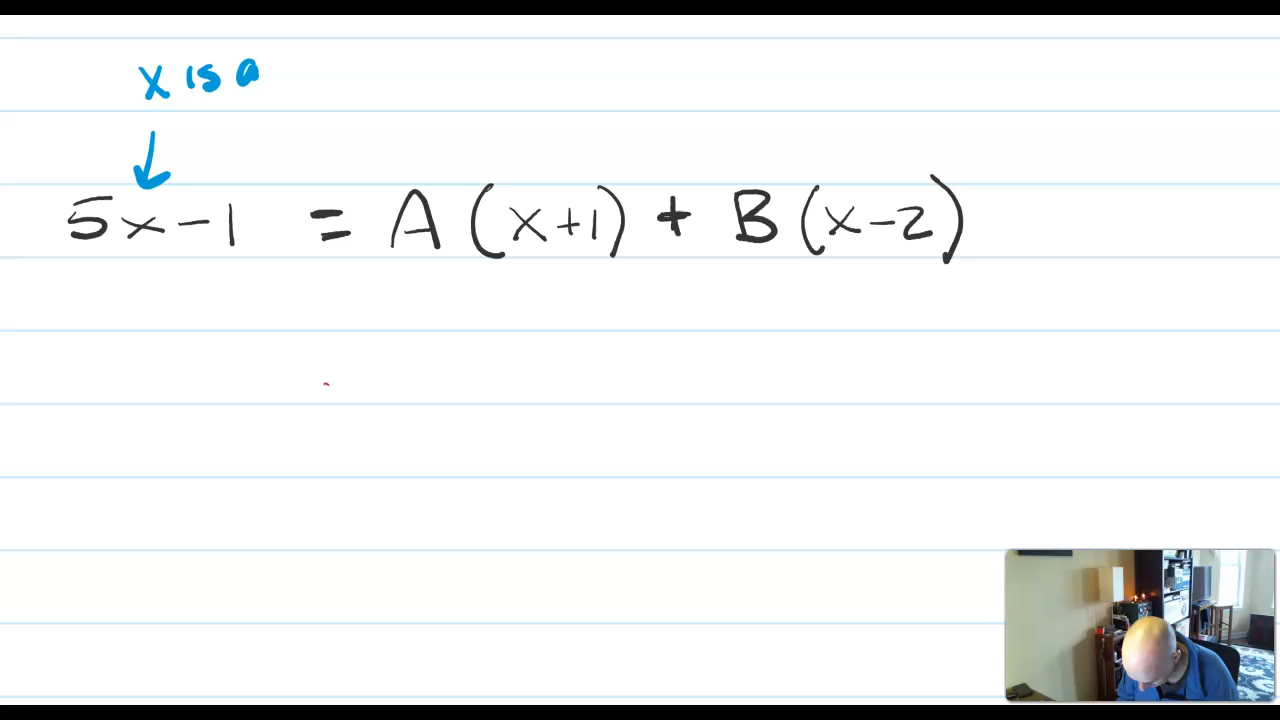 x is a
5x-1 = A(x+1) + B(x-2)